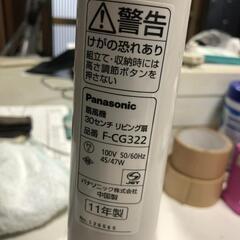 警告
けがの恐れあり
組立て・収納時には
高さ調節ボタンを
押さない
Panasonic
扇風機
30センチ リビング扇
品番 F-CG322
100V 50/60Hz
45/47W
JET
パナソニック株式会社
中国製
11年製